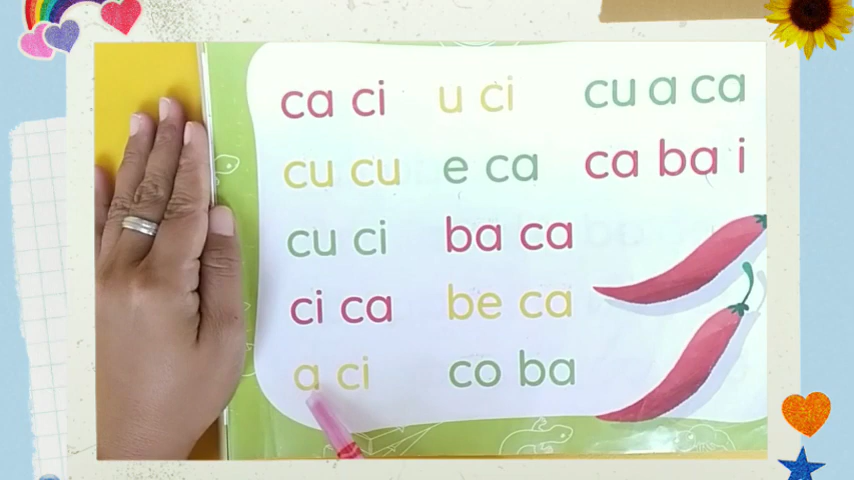 ca ci
cu cu
cu ci
ci ca
a ci
u ci
e ca
ba ca
be ca
co ba
cu a ca
ca ba i